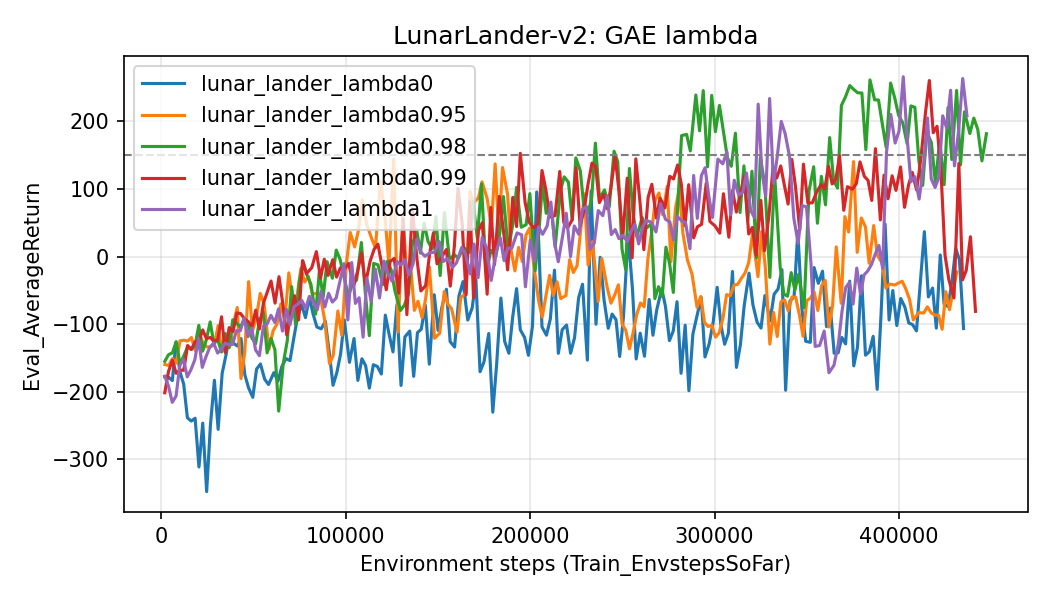 LunarLander-v2: GAE lambda
lunar_lander_lambda0
lunar_lander_lambda0.95
lunar_lander_lambda0.98
lunar_lander_lambda0.99
lunar_lander_lambda1
Eval_AverageReturn
200
100
0
−100
−200
−300
0
100000
200000
300000
400000
Environment steps (Train_EnvstepsSoFar)